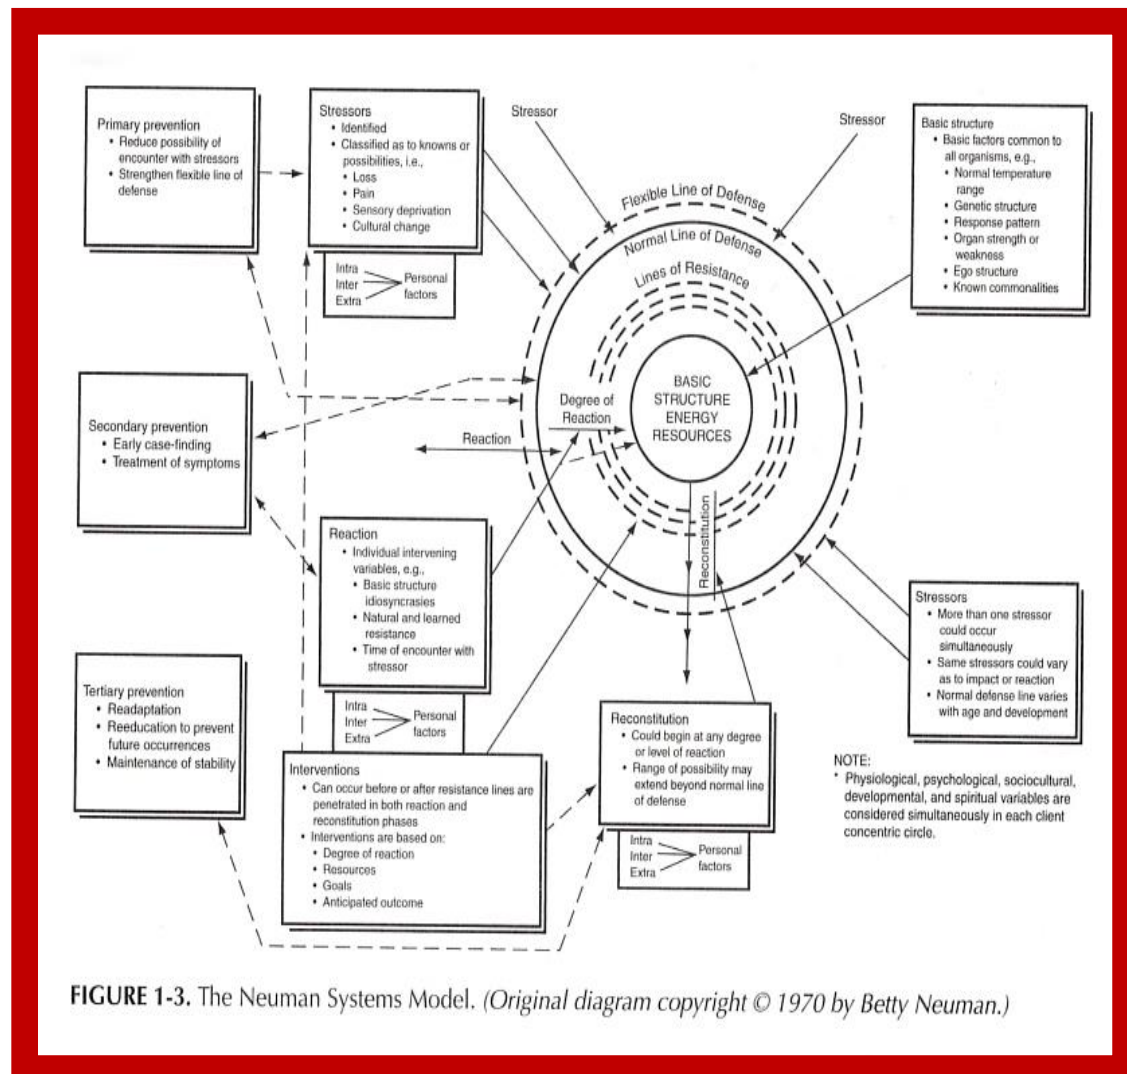 Primary prevention
• Reduce possibility of
encounter with stressors
• Strengthen flexible line of
defense
Stressors
• Identified
• Classified as to knowns or
possibilities, i.e.,
• Loss
• Pain
• Sensory deprivation
• Cultural change
Intra
Inter
Extra
Personal
factors
Stressor
Stressor
Basic structure
• Basic factors common to
all organisms, e.g.,
• Normal temperature
range
• Genetic structure
• Response pattern
• Organ strength or
weakness
• Ego structure
• Known commonalities
Flexible Line of Defense
Normal Line of Defense
Lines of Resistance
BASIC
STRUCTURE
ENERGY
RESOURCES
Degree of
Reaction
Reaction
Reconstitution
Secondary prevention
• Early case-finding
• Treatment of symptoms
Reaction
• Individual intervening
variables, e.g.,
• Basic structure
idiosyncrasies
• Natural and learned
resistance
• Time of encounter with
stressor
Intra
Inter
Extra
Personal
factors
Stressors
• More than one stressor
could occur
simultaneously
• Same stressors could vary
as to impact or reaction
• Normal defense line varies
with age and development
Tertiary prevention
• Readaptation
• Reeducation to prevent
future occurrences
• Maintenance of stability
Interventions
• Can occur before or after resistance lines are
penetrated in both reaction and
reconstitution phases
• Interventions are based on:
• Degree of reaction
• Resources
• Goals
• Anticipated outcome
Reconstitution
• Could begin at any degree
or level of reaction
• Range of possibility may
extend beyond normal line
of defense
Intra
Inter
Extra
Personal
factors
NOTE:
* Physiological, psychological, sociocultural,
developmental, and spiritual variables are
considered simultaneously in each client
concentric circle.
FIGURE 1-3. The Neuman Systems Model. (Original diagram copyright © 1970 by Betty Neuman.)